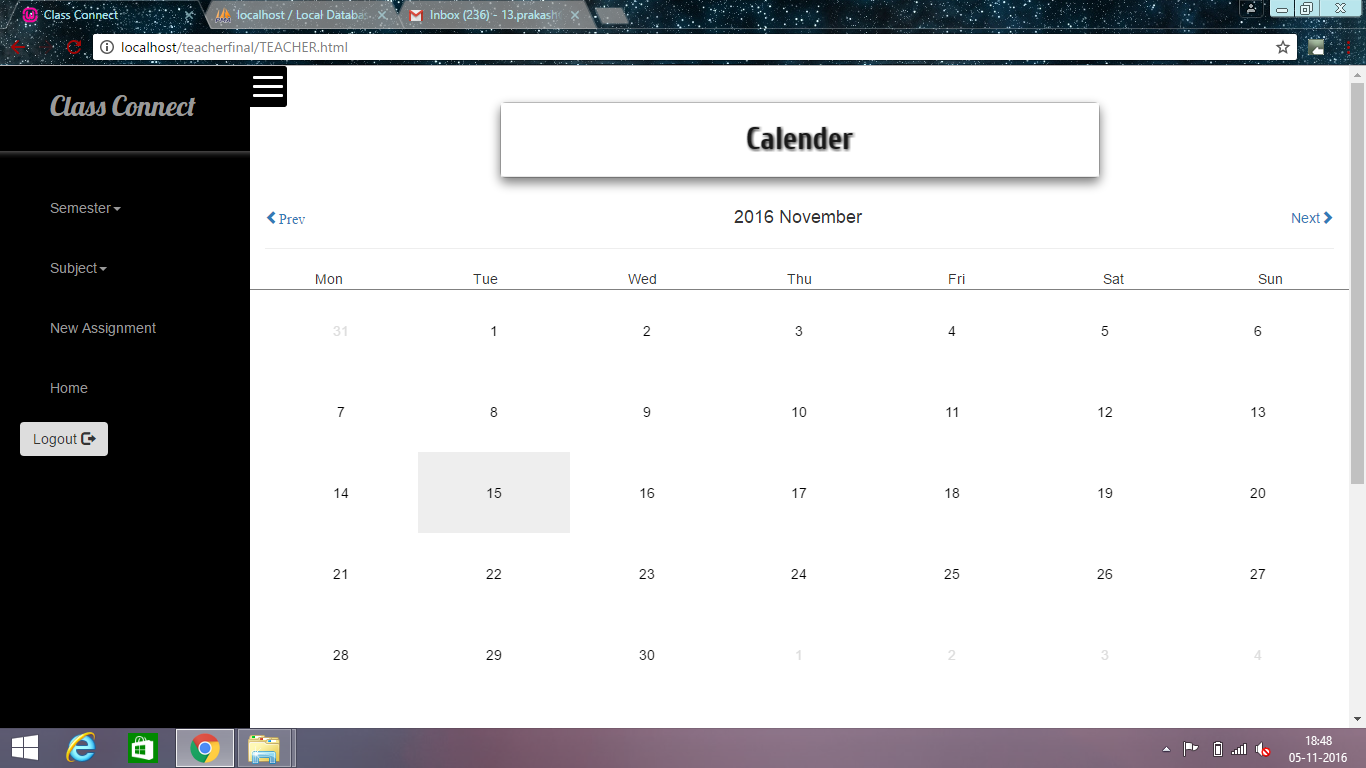 Class Connect
localhost / Local Databas
Inbox (236) - 13.prakash
localhost/teacherfinal/TEACHER.html
Class Connect
Semester
Subject
New Assignment
Home
Logout
Calender
Prev 2016 November Next
Mon Tue Wed Thu Fri Sat Sun
31 1 2 3 4 5 6
7 8 9 10 11 12 13
14 15 16 17 18 19 20
21 22 23 24 25 26 27
28 29 30 1 2 3 4
18:48
05-11-2016